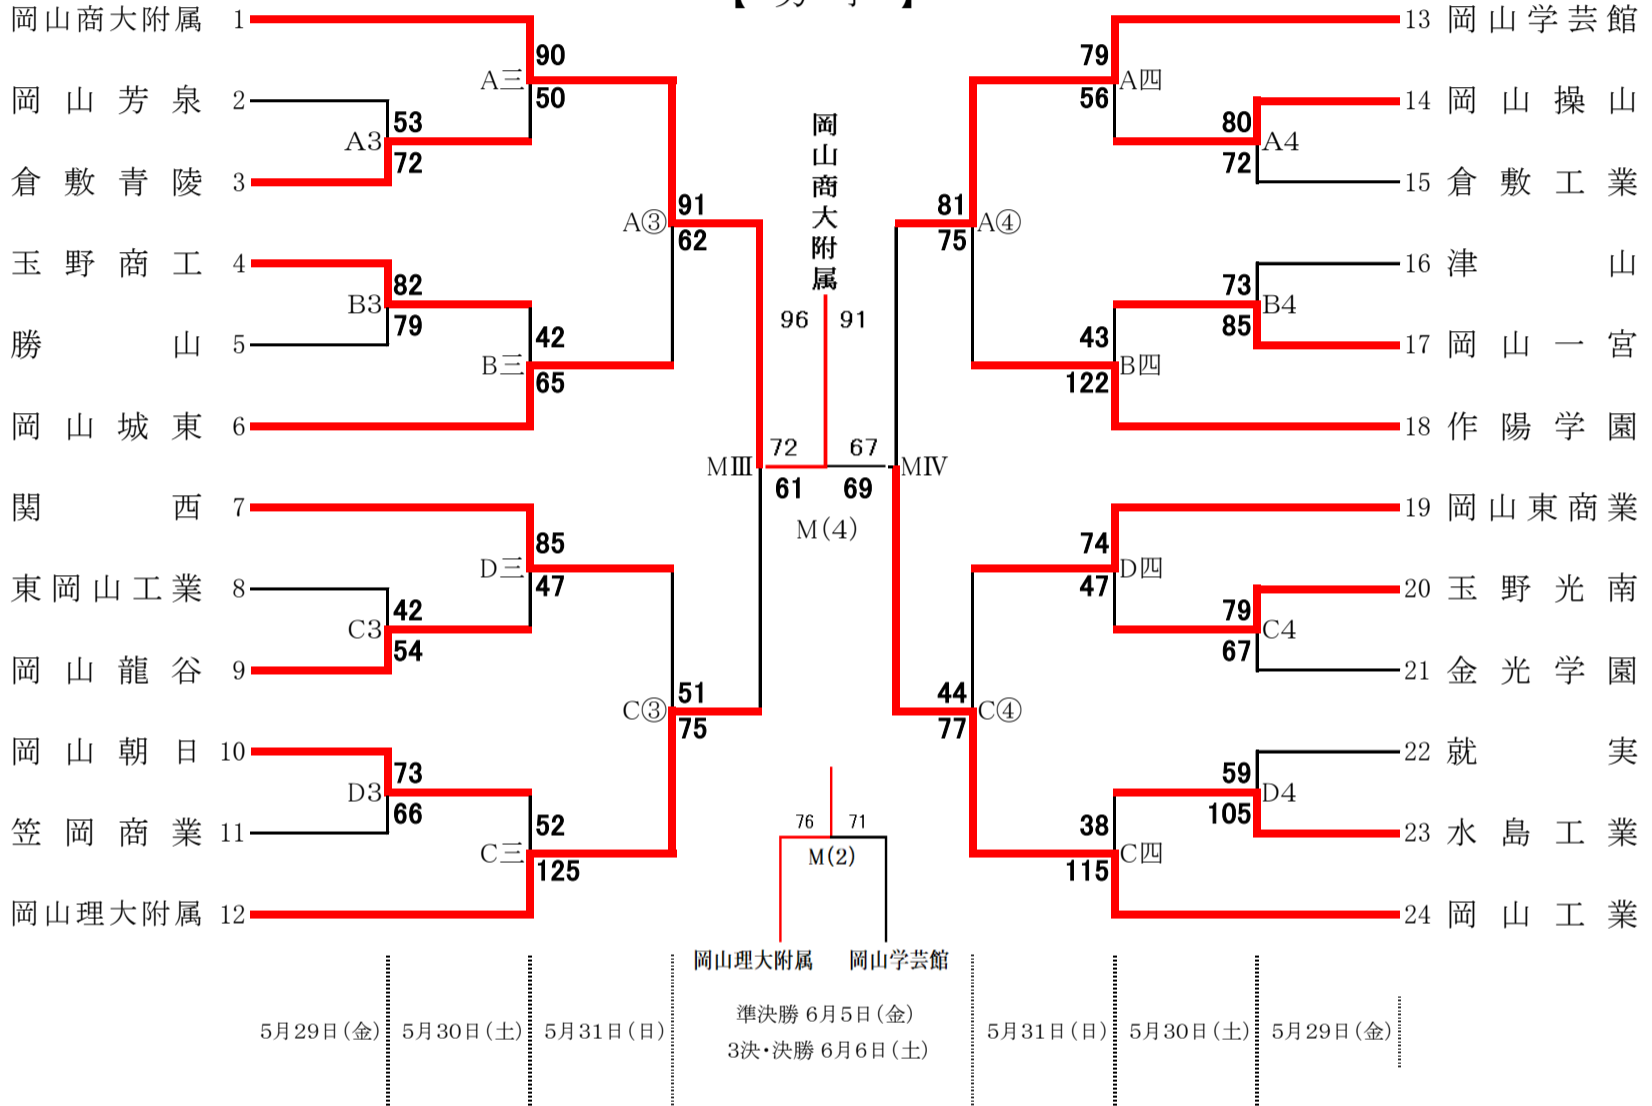 【 男 子 】
岡山商大附属 1
岡山芳泉 2
倉敷青陵 3
玉野商工 4
勝山 5
岡山城東 6
関西 7
東岡山工業 8
岡山龍谷 9
岡山朝日 10
笠岡商業 11
岡山理大附属 12
A3
53
72
B3
82
79
C3
42
54
D3
73
66
A三
90
50
B三
42
65
D三
85
47
C三
52
125
A③
91
62
C③
51
75
MⅢ
岡山商大附属
96 91
72 67
61 69
M(4)
MⅣ
76 71
M(2)
岡山理大附属 岡山学芸館
81
75
A④
44
77
C④
79
56
A四
43
122
B四
74
47
D四
38
115
C四
80
72
A4
73
85
B4
79
67
C4
59
105
D4
13 岡山学芸館
14 岡山操山
15 倉敷工業
16 津山
17 岡山一宮
18 作陽学園
19 岡山東商業
20 玉野光南
21 金光学園
22 就実
23 水島工業
24 岡山工業
5月29日(金) 5月30日(土) 5月31日(日)
準決勝 6月5日(金)
3決・決勝 6月6日(土)
5月31日(日) 5月30日(土) 5月29日(金)